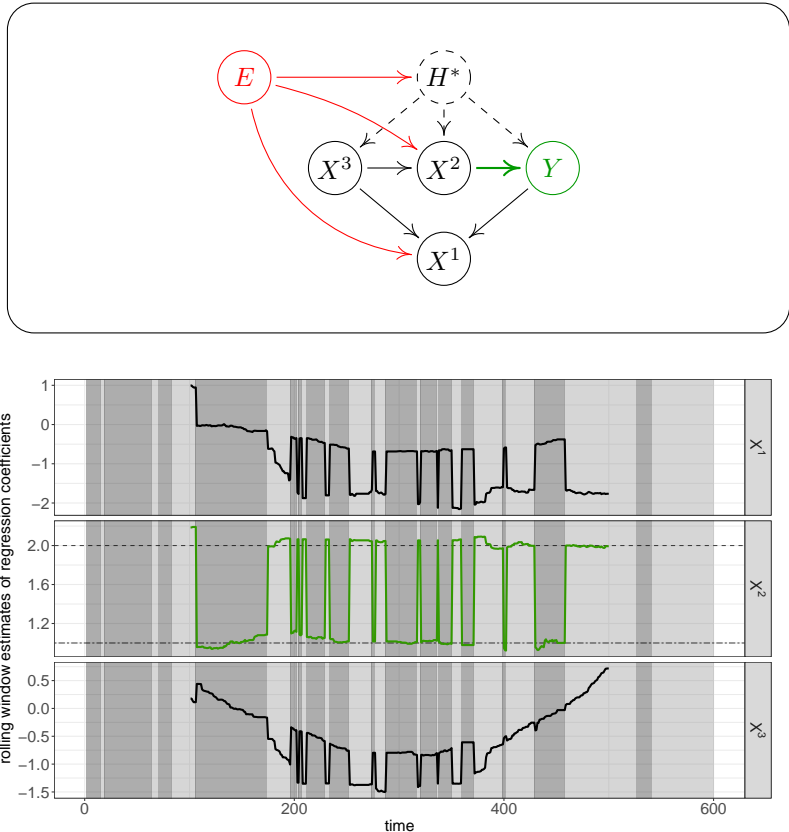 E
H*
X³
X²
Y
X¹
rolling window estimates of regression coefficients
1
0
−1
−2
X¹
2.0
1.6
1.2
X²
0.5
0.0
−0.5
−1.0
−1.5
X³
0
200
400
600
time